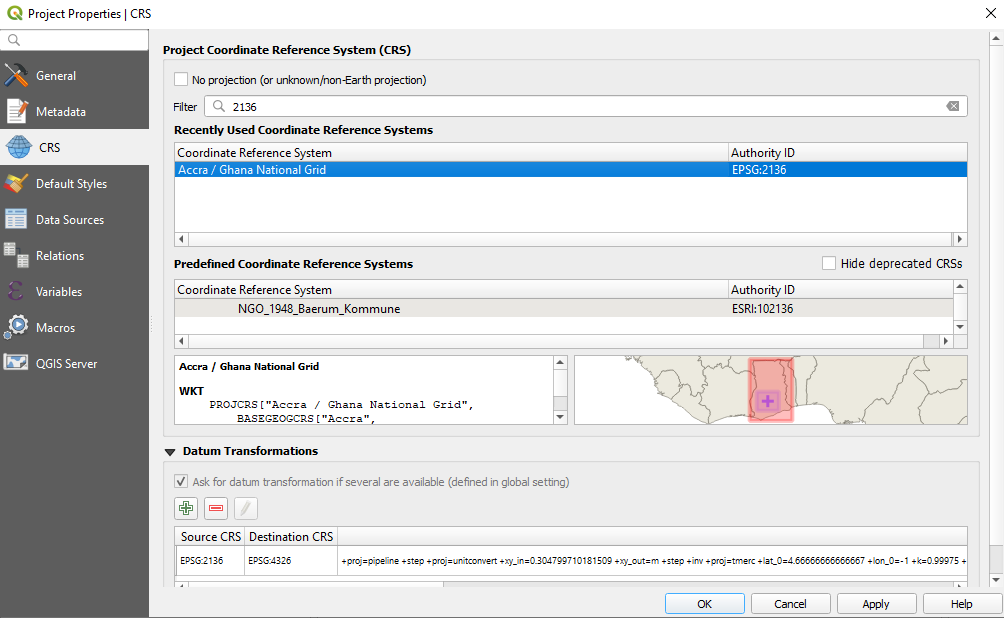 Project Properties | CRS
General
Metadata
CRS
Default Styles
Data Sources
Relations
Variables
Macros
QGIS Server
Project Coordinate Reference System (CRS)
No projection (or unknown/non-Earth projection)
Filter 2136
Recently Used Coordinate Reference Systems
Coordinate Reference System Authority ID
Accra / Ghana National Grid EPSG:2136
Predefined Coordinate Reference Systems Hide deprecated CRSs
Coordinate Reference System Authority ID
NGO_1948_Baerum_Kommune ESRI:102136
Accra / Ghana National Grid
WKT
PROJCRS["Accra / Ghana National Grid",
BASEGEOGCRS["Accra",
Datum Transformations
Ask for datum transformation if several are available (defined in global setting)
Source CRS Destination CRS
EPSG:2136 EPSG:4326 +proj=pipeline +step +proj=unitconvert +xy_in=0.304799710181509 +xy_out=m +step +inv +proj=tmerc +lat_0=4.66666666666667 +lon_0=-1 +k=0.99975 +
OK Cancel Apply Help